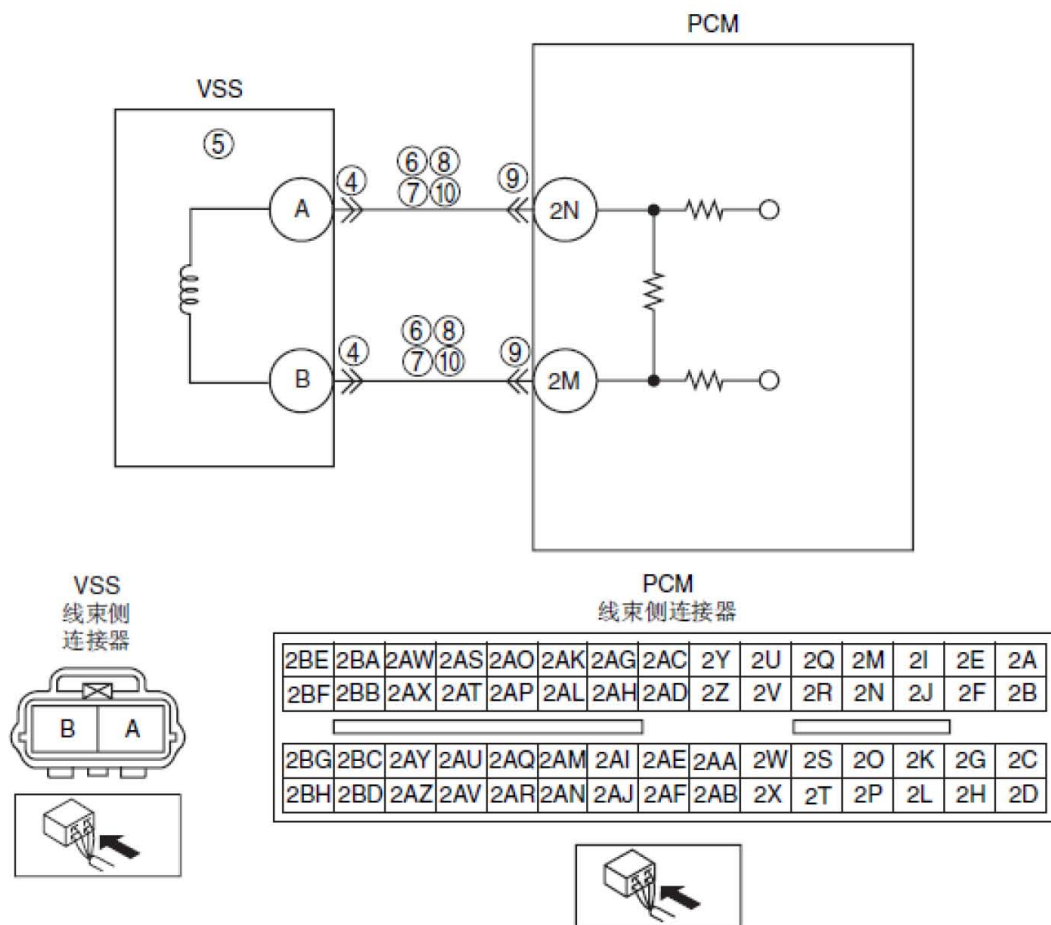 PCM
VSS
⑤
④ ⑥⑧ ⑨
⑦⑩
A 2N
④ ⑥⑧ ⑨
⑦⑩
B 2M
VSS
线束侧
连接器
B A
PCM
线束侧连接器
2BE 2BA 2AW 2AS 2AO 2AK 2AG 2AC 2Y 2U 2Q 2M 2I 2E 2A
2BF 2BB 2AX 2AT 2AP 2AL 2AH 2AD 2Z 2V 2R 2N 2J 2F 2B
2BG 2BC 2AY 2AU 2AQ 2AM 2AI 2AE 2AA 2W 2S 2O 2K 2G 2C
2BH 2BD 2AZ 2AV 2AR 2AN 2AJ 2AF 2AB 2X 2T 2P 2L 2H 2D